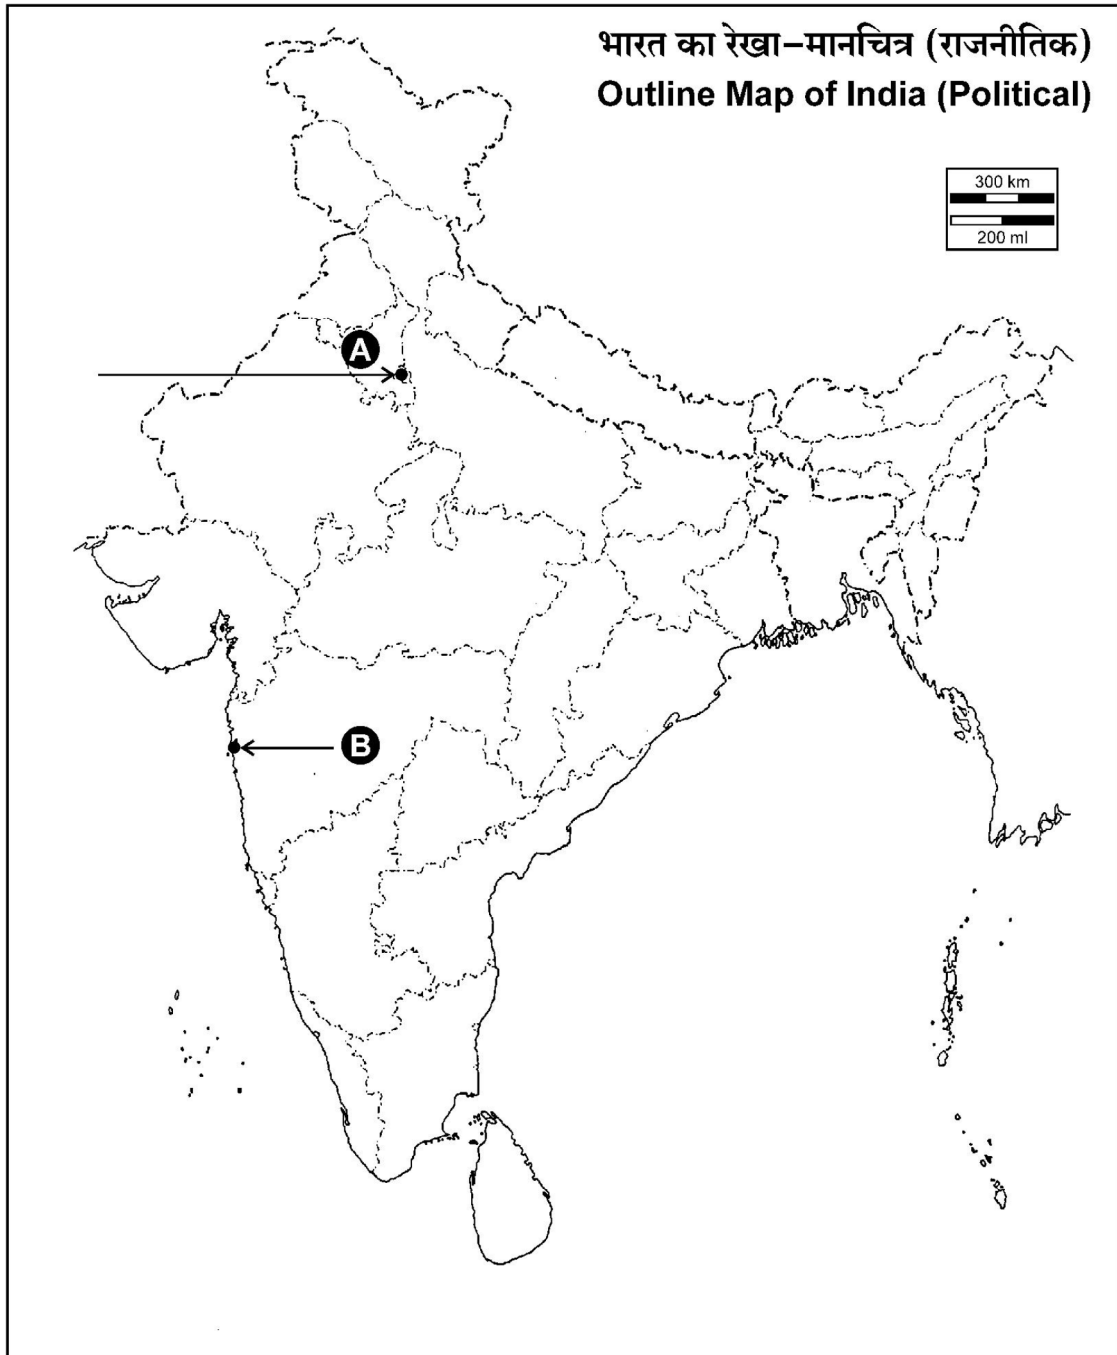 भारत का रेखा–मानचित्र (राजनीतिक)
Outline Map of India (Political)
300 km
200 ml
A
B